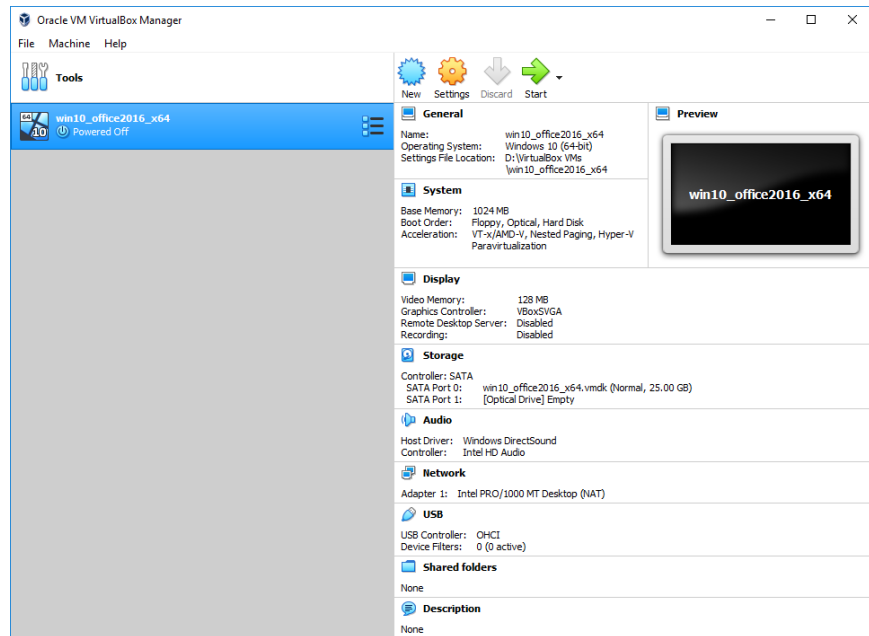 Oracle VM VirtualBox Manager
File Machine Help
Tools
New Settings Discard Start
64
10
win10_office2016_x64
Powered Off
General
Name: win10_office2016_x64
Operating System: Windows 10 (64-bit)
Settings File Location: D:\VirtualBox VMs
\win10_office2016_x64
Preview
win10_office2016_x64
System
Base Memory: 1024 MB
Boot Order: Floppy, Optical, Hard Disk
Acceleration: VT-x/AMD-V, Nested Paging, Hyper-V
Paravirtualization
Display
Video Memory: 128 MB
Graphics Controller: VBoxSVGA
Remote Desktop Server: Disabled
Recording: Disabled
Storage
Controller: SATA
SATA Port 0: win10_office2016_x64.vmdk (Normal, 25.00 GB)
SATA Port 1: [Optical Drive] Empty
Audio
Host Driver: Windows DirectSound
Controller: Intel HD Audio
Network
Adapter 1: Intel PRO/1000 MT Desktop (NAT)
USB
USB Controller: OHCI
Device Filters: 0 (0 active)
Shared folders
None
Description
None